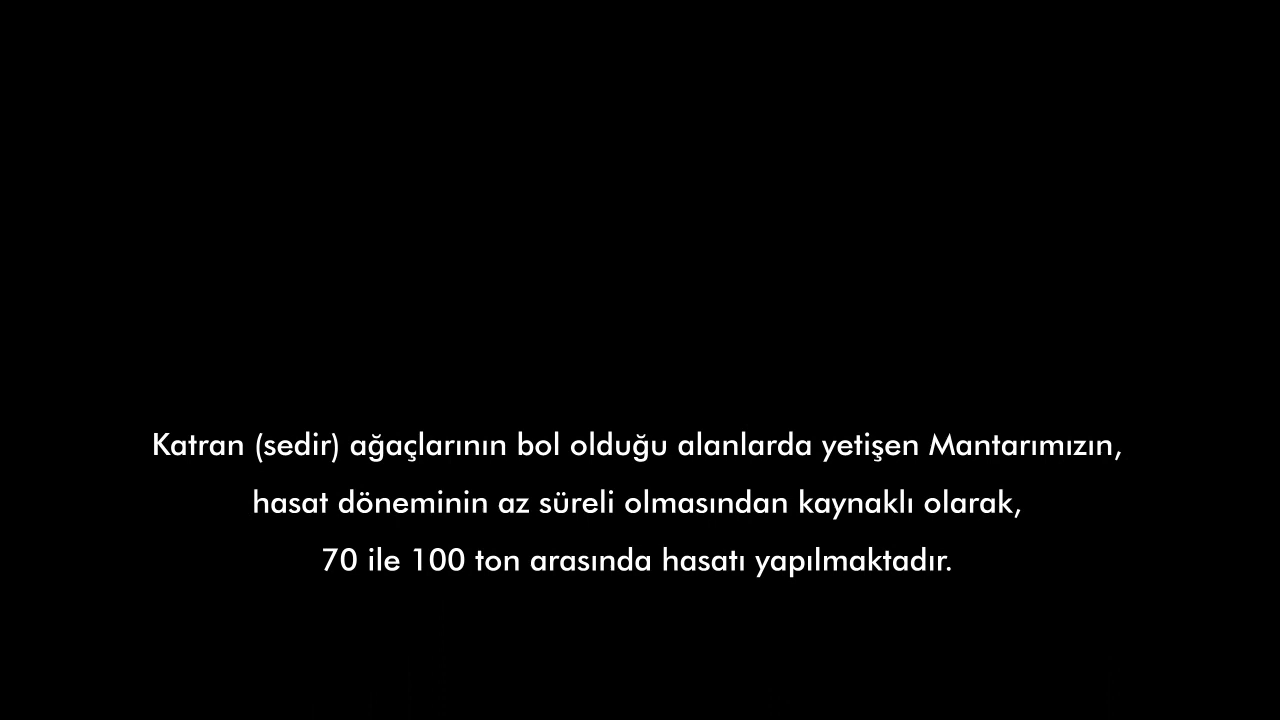 Katran (sedir) ağaçlarının bol olduğu alanlarda yetişen Mantarımızın,
hasat döneminin az süreli olmasından kaynaklı olarak,
70 ile 100 ton arasında hasatı yapılmaktadır.